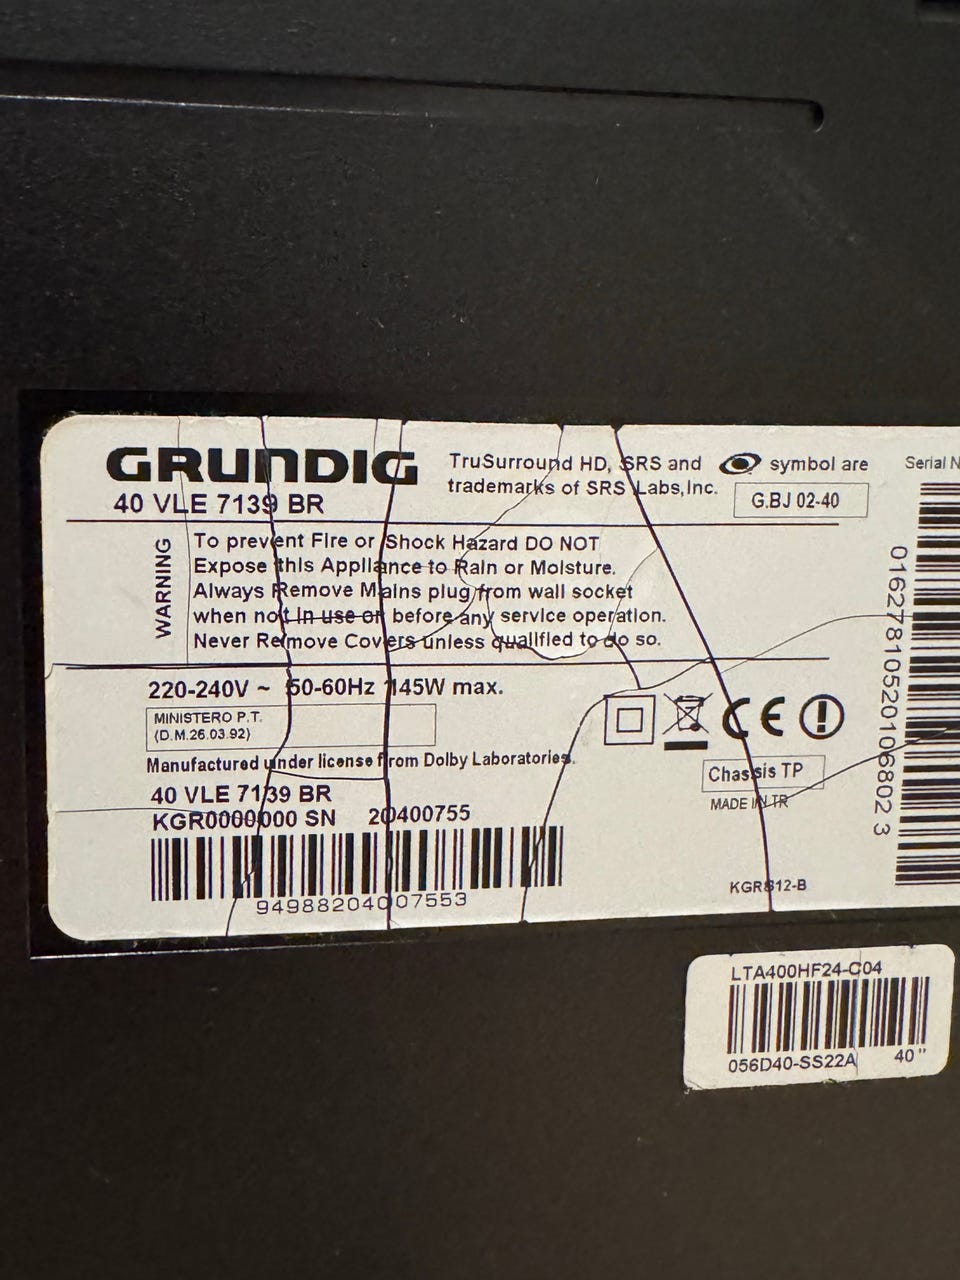 GRUNDIG
40 VLE 7139 BR
TruSurround HD, SRS and symbol are
trademarks of SRS Labs,Inc.
G.BJ 02-40
Serial N
WARNING
To prevent Fire or Shock Hazard DO NOT
Expose this Appliance to Rain or Moisture.
Always Remove Mains plug from wall socket
when not in use or before any service operation.
Never Remove Covers unless qualified to do so.
220-240V ~ 50-60Hz 145W max.
MINISTERO P.T.
(D.M.26.03.92)
Manufactured under license from Dolby Laboratories.
40 VLE 7139 BR
KGR0000000 SN 20400755
94988204007553
CE
Chassis TP
MADE IN TR
KGR812-B
01627810520106802 3
LTA400HF24-C04
056D40-SS22A 40"